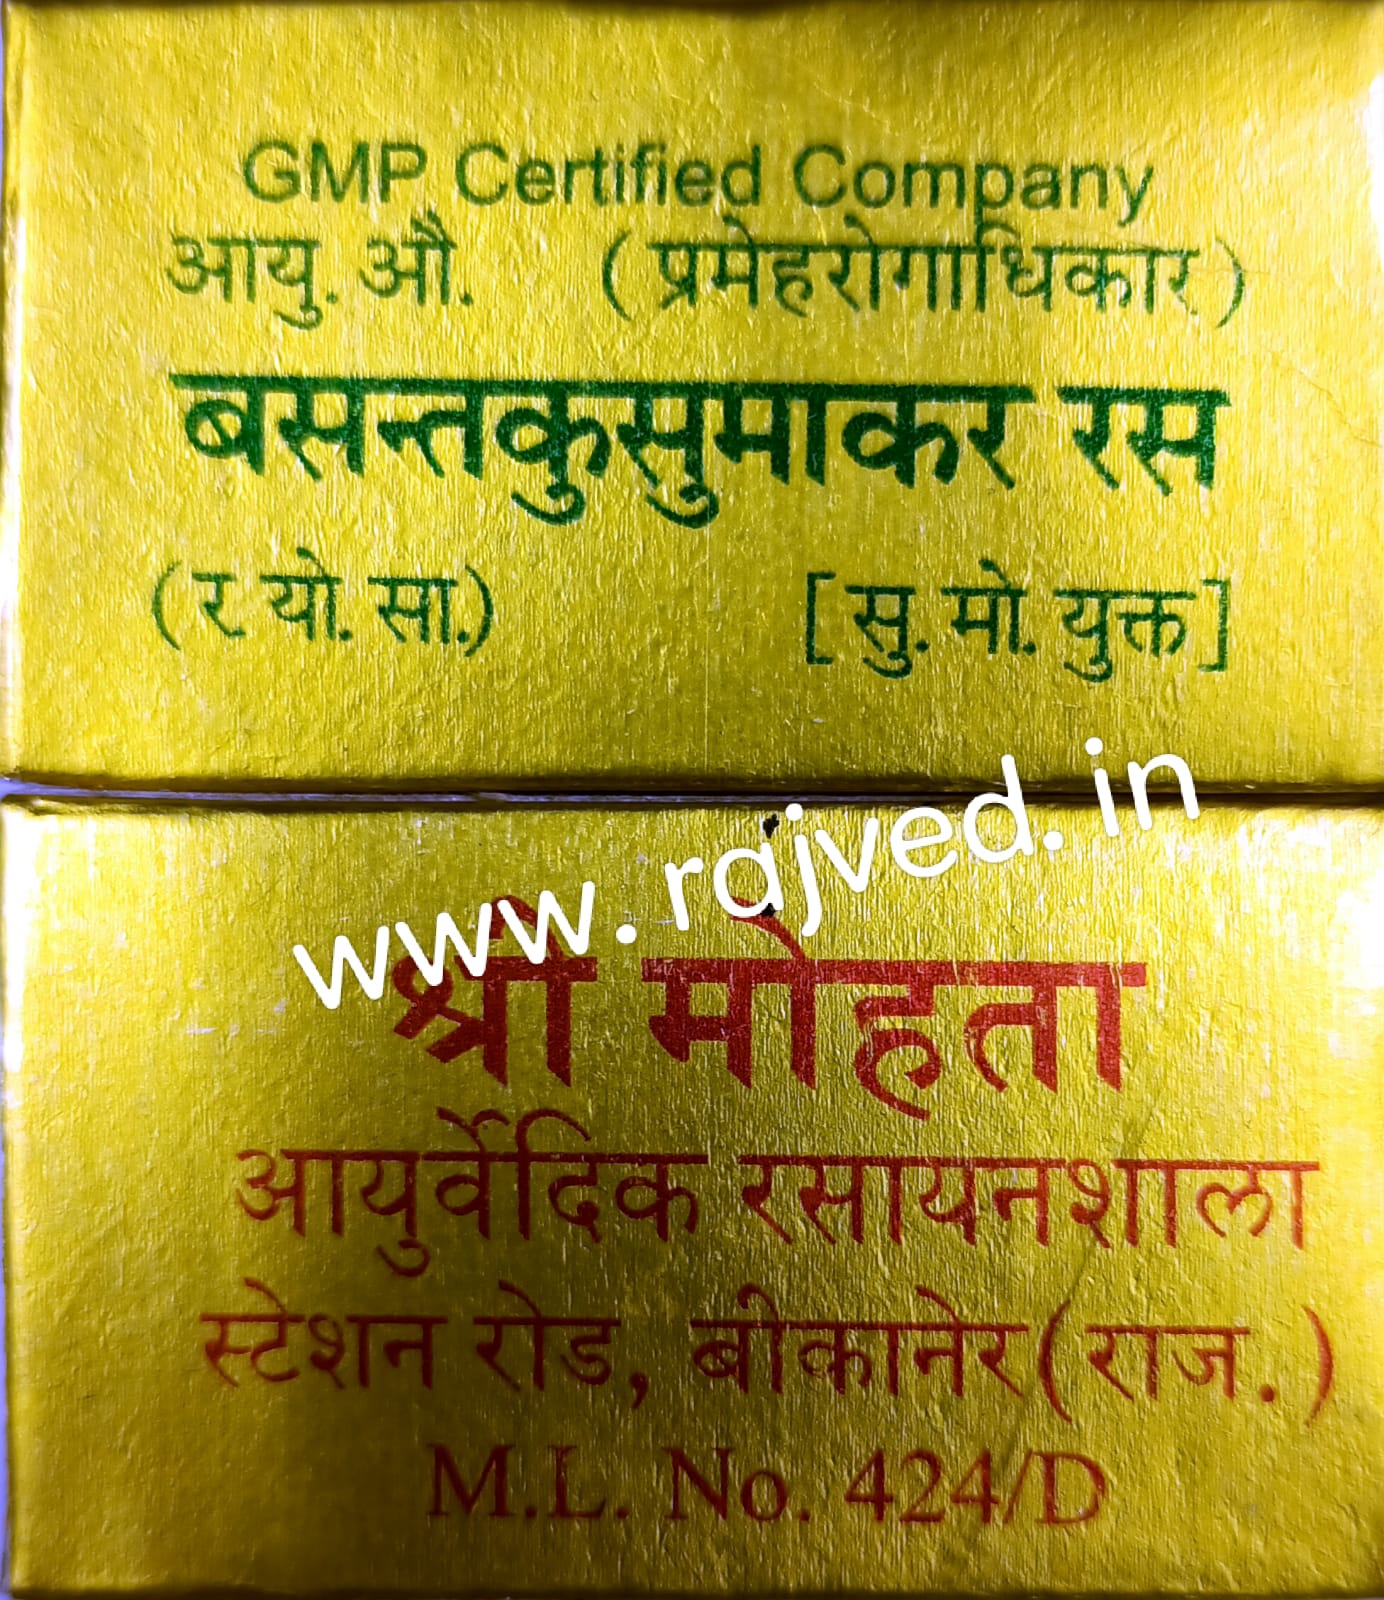 GMP Certified Company
आयु. औ. (प्रमेहरोगाधिकार)
बसन्तकुसुमाकर रस
(र. यो. सा.) [सु. मो. युक्त]
www.rajved.in
श्री मोहता
आयुर्वेदिक रसायनशाला
स्टेशन रोड, बीकानेर (राज.)
M.L. No. 424/D